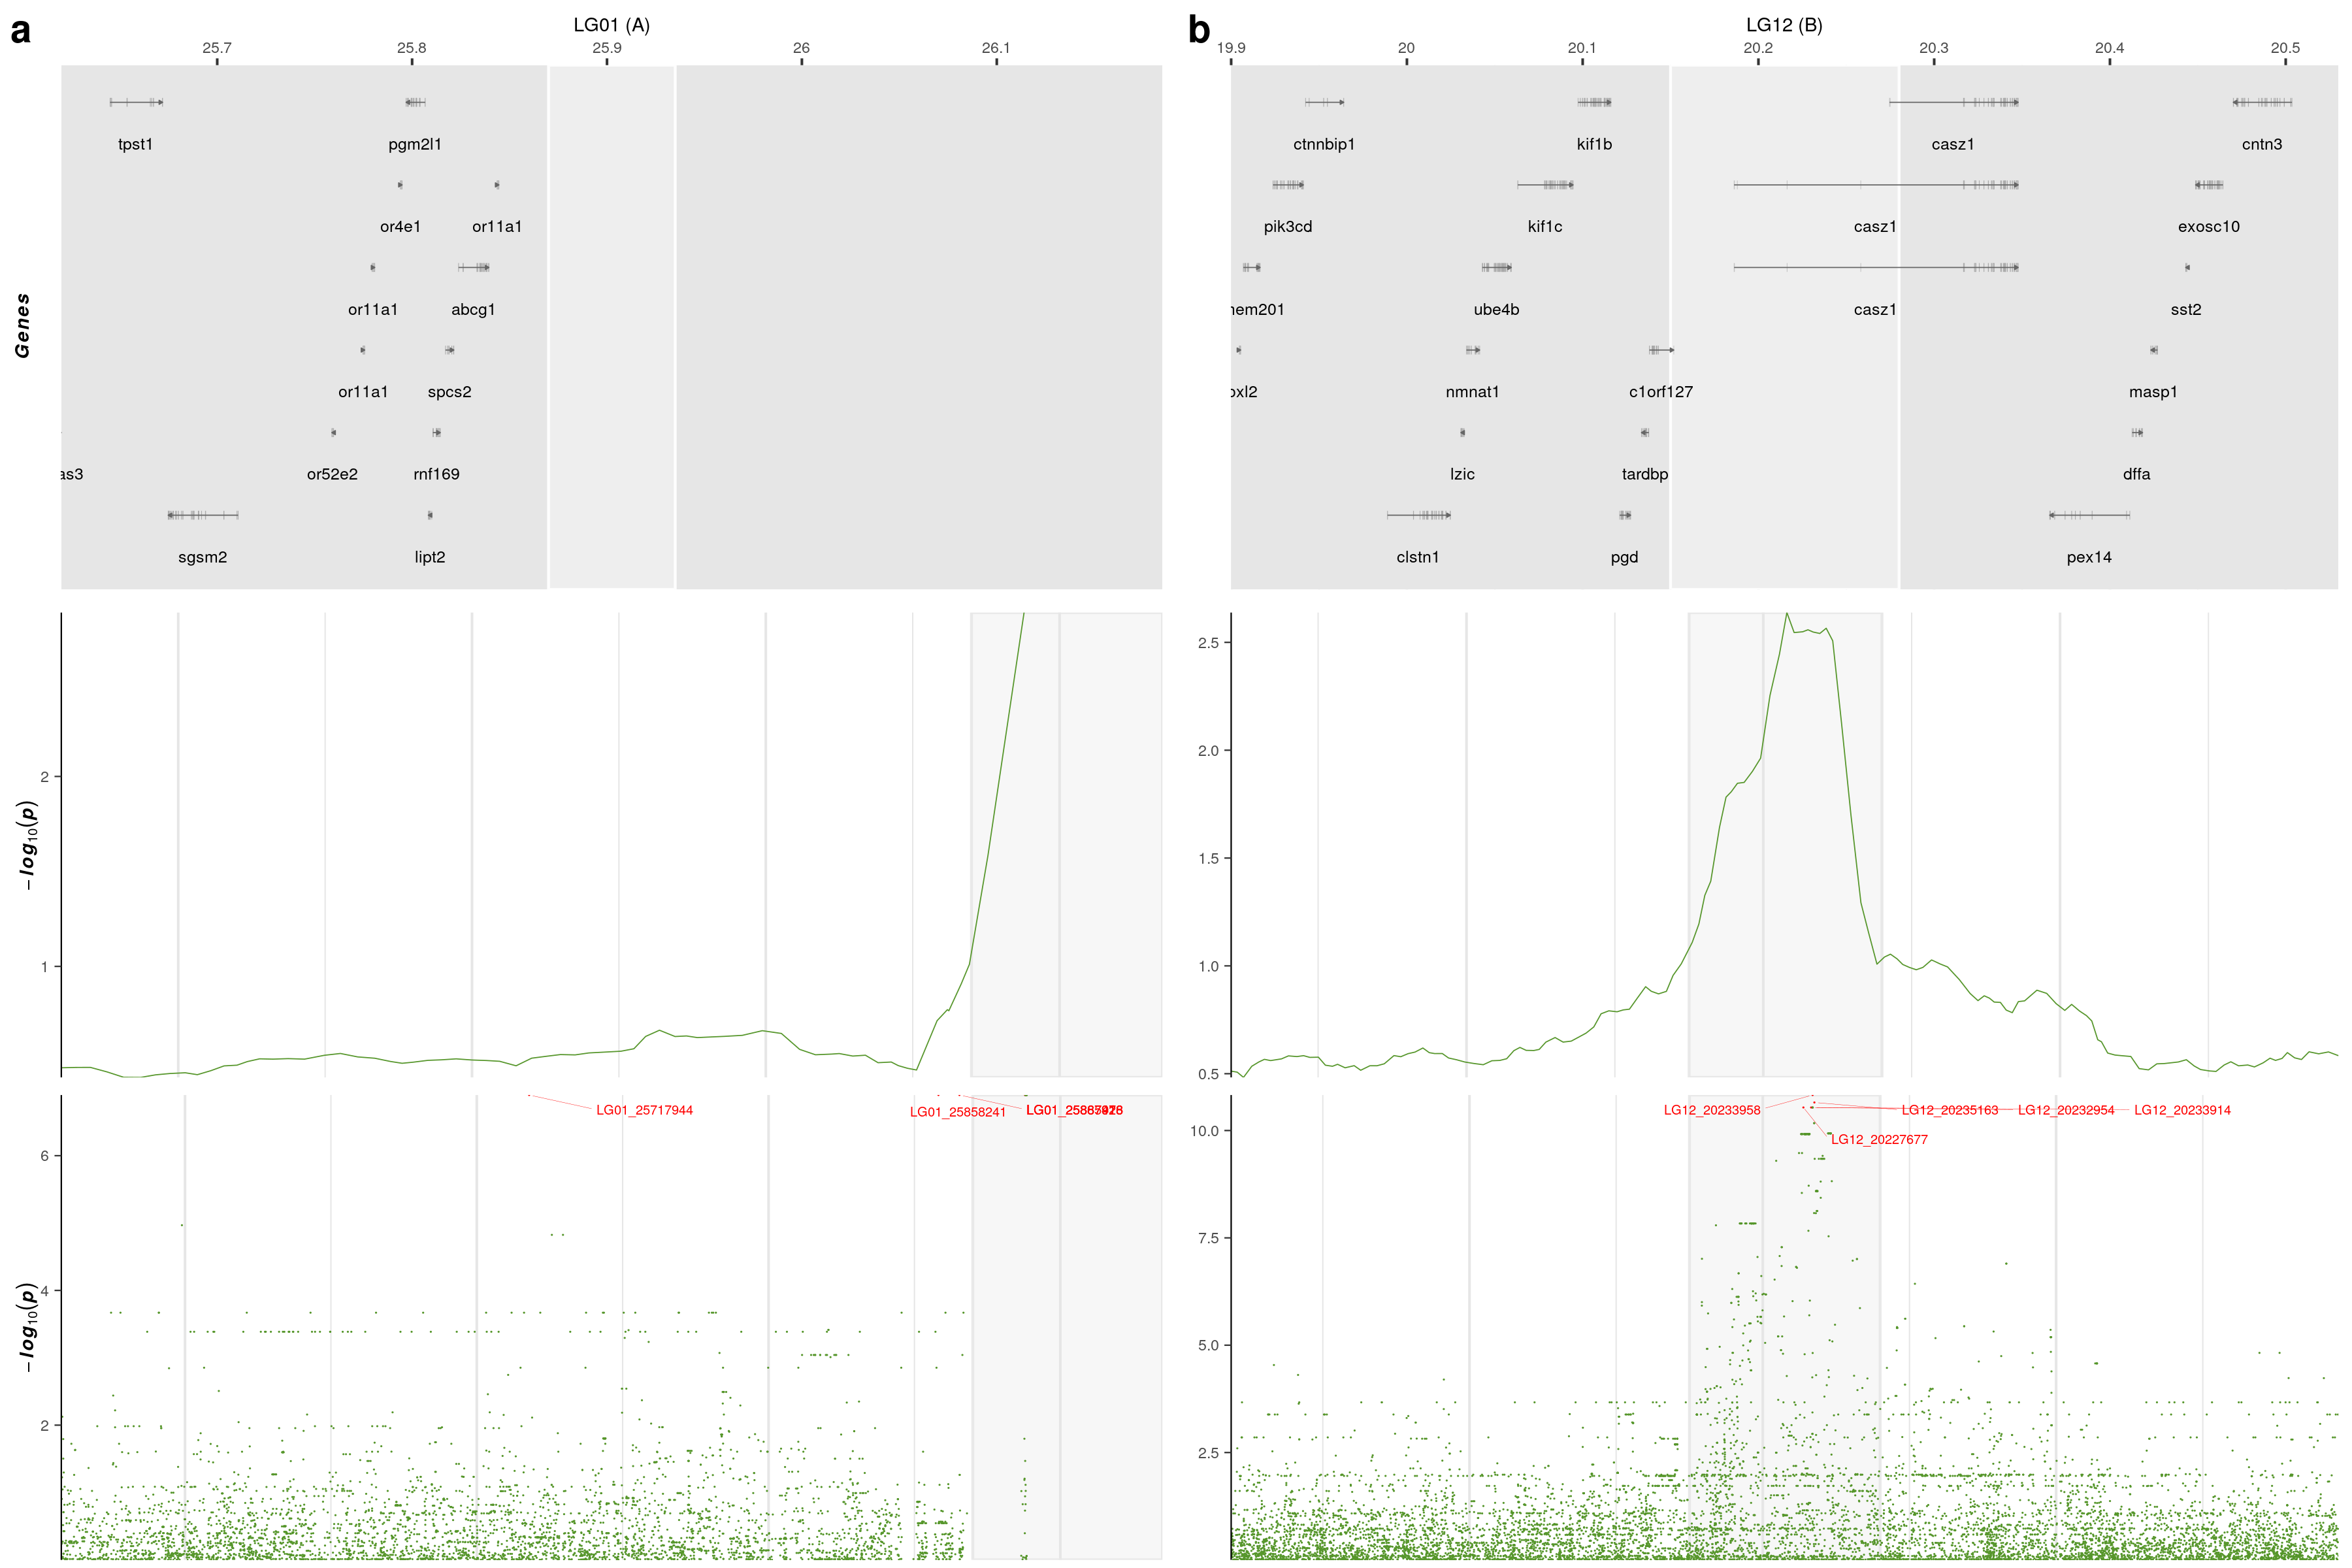 a
LG01 (A)
25.7 25.8 25.9 26 26.1
Genes
tpst1 pgm2l1
or4e1 or11a1
or11a1 abcg1
or11a1 spcs2
as3 or52e2 rnf169
sgsm2 lipt2
−log10(p)
2
1
−log10(p)
6
4
2
LG01_25717944 LG01_25858241
b
LG12 (B)
19.9 20 20.1 20.2 20.3 20.4 20.5
ctnnbip1 kif1b casz1 cntn3
pik3cd kif1c casz1 exosc10
nem201 ube4b casz1 sst2
oxl2 nmnat1 c1orf127 masp1
lzic tardbp dffa
clstn1 pgd pex14
2.5
2.0
1.5
1.0
0.5
10.0
7.5
5.0
2.5
LG12_20233958 LG12_20235163 LG12_20232954 LG12_20233914
LG12_20227677